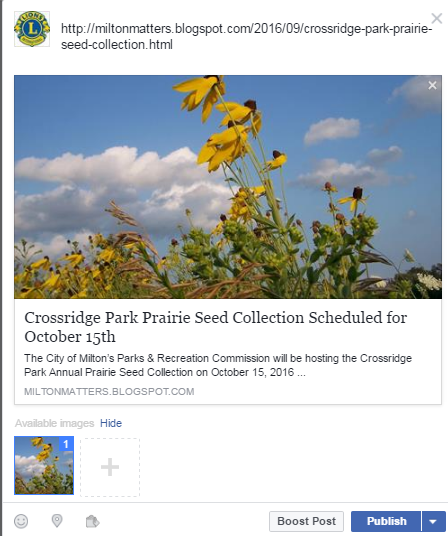 LIONS
L
http://miltonmatters.blogspot.com/2016/09/crossridge-park-prairie-
seed-collection.html
Crossridge Park Prairie Seed Collection Scheduled for
October 15th
The City of Milton's Parks & Recreation Commission will be hosting the Crossridge
Park Annual Prairie Seed Collection on October 15, 2016 ...
MILTONMATTERS.BLOGSPOT.COM
Available images Hide
1
Boost Post Publish